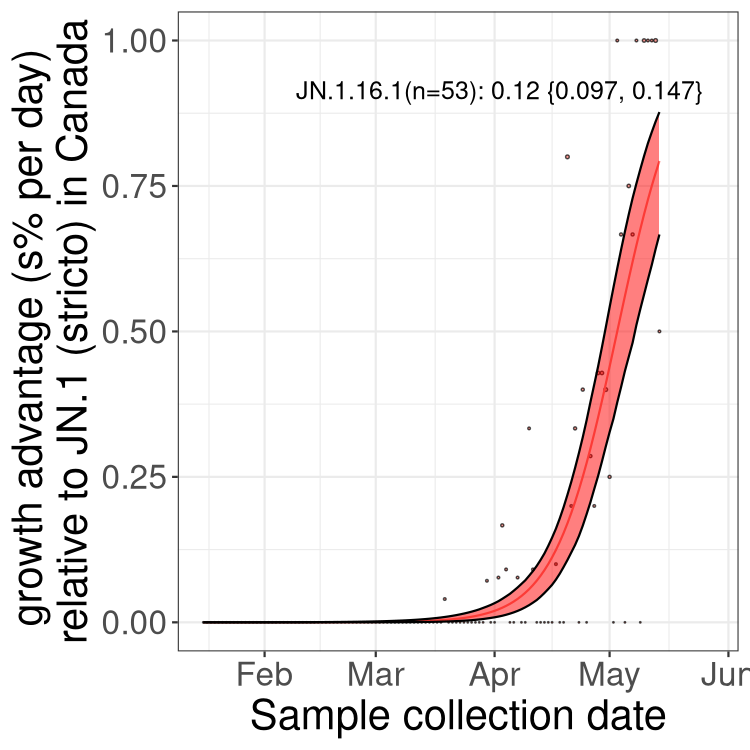 growth advantage (s% per day)
relative to JN.1 (stricto) in Canada
1.00
0.75
0.50
0.25
0.00
JN.1.16.1(n=53): 0.12 {0.097, 0.147}
Feb Mar Apr May Jun
Sample collection date